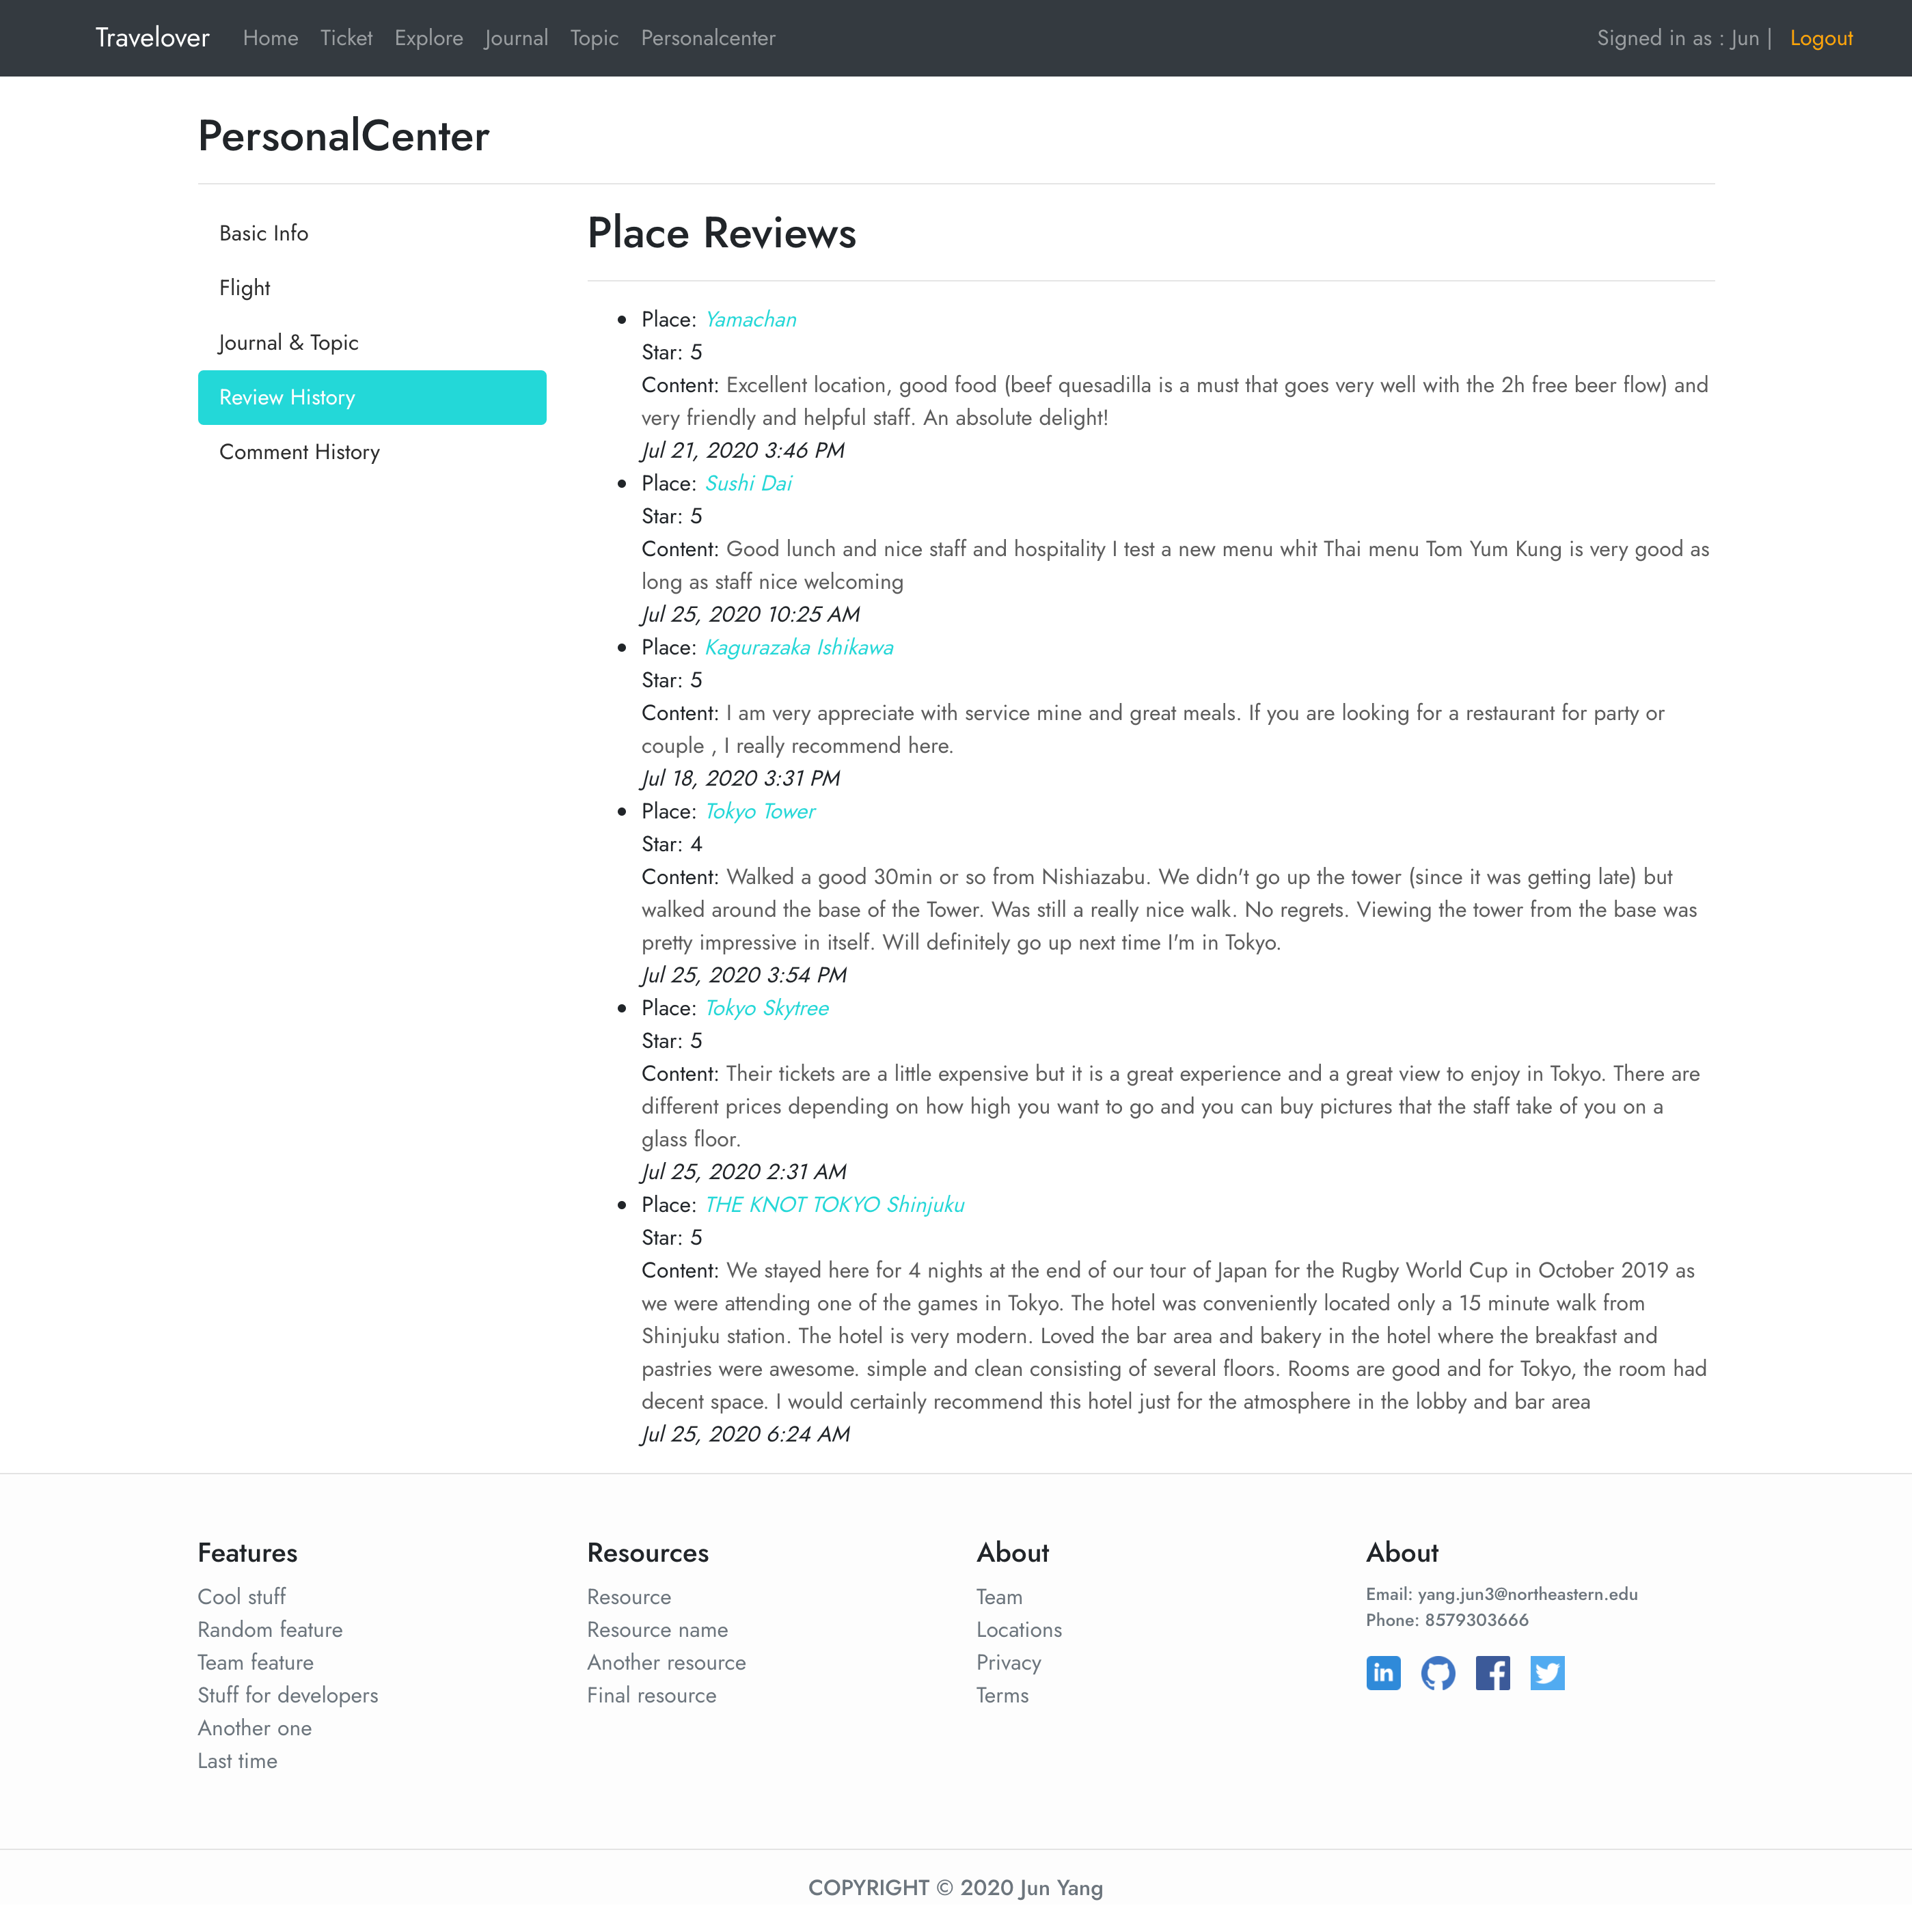 Travelover Home Ticket Explore Journal Topic Personalcenter Signed in as : Jun | Logout
PersonalCenter
Basic Info
Flight
Journal & Topic
Review History
Comment History
Place Reviews
Place: Yamachan
Star: 5
Content: Excellent location, good food (beef quesadilla is a must that goes very well with the 2h free beer flow) and
very friendly and helpful staff. An absolute delight!
Jul 21, 2020 3:46 PM
Place: Sushi Dai
Star: 5
Content: Good lunch and nice staff and hospitality I test a new menu whit Thai menu Tom Yum Kung is very good as
long as staff nice welcoming
Jul 25, 2020 10:25 AM
Place: Kagurazaka Ishikawa
Star: 5
Content: I am very appreciate with service mine and great meals. If you are looking for a restaurant for party or
couple , I really recommend here.
Jul 18, 2020 3:31 PM
Place: Tokyo Tower
Star: 4
Content: Walked a good 30min or so from Nishiazabu. We didn't go up the tower (since it was getting late) but
walked around the base of the Tower. Was still a really nice walk. No regrets. Viewing the tower from the base was
pretty impressive in itself. Will definitely go up next time I'm in Tokyo.
Jul 25, 2020 3:54 PM
Place: Tokyo Skytree
Star: 5
Content: Their tickets are a little expensive but it is a great experience and a great view to enjoy in Tokyo. There are
different prices depending on how high you want to go and you can buy pictures that the staff take of you on a
glass floor.
Jul 25, 2020 2:31 AM
Place: THE KNOT TOKYO Shinjuku
Star: 5
Content: We stayed here for 4 nights at the end of our tour of Japan for the Rugby World Cup in October 2019 as
we were attending one of the games in Tokyo. The hotel was conveniently located only a 15 minute walk from
Shinjuku station. The hotel is very modern. Loved the bar area and bakery in the hotel where the breakfast and
pastries were awesome. simple and clean consisting of several floors. Rooms are good and for Tokyo, the room had
decent space. I would certainly recommend this hotel just for the atmosphere in the lobby and bar area
Jul 25, 2020 6:24 AM
Features
Cool stuff
Random feature
Team feature
Stuff for developers
Another one
Last time
Resources
Resource
Resource name
Another resource
Final resource
About
Team
Locations
Privacy
Terms
About
Email: yang.jun3@northeastern.edu
Phone: 8579303666
COPYRIGHT © 2020 Jun Yang